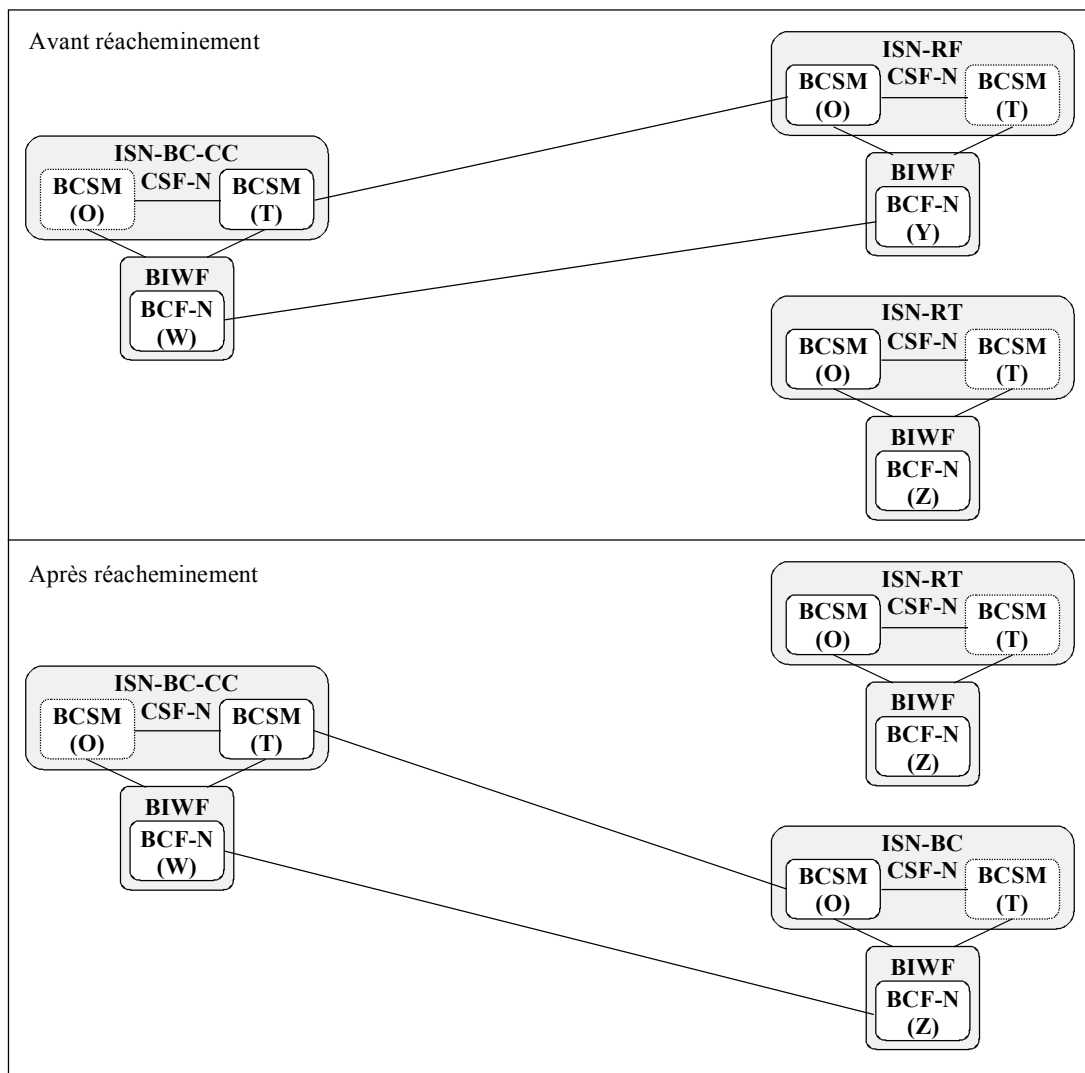 Avant réacheminement
ISN-RF
CSF-N
BCSM
(O)
BCSM
(T)
BIWF
BCF-N
(Y)
ISN-BC-CC
CSF-N
BCSM
(O)
BCSM
(T)
BIWF
BCF-N
(W)
ISN-RT
CSF-N
BCSM
(O)
BCSM
(T)
BIWF
BCF-N
(Z)
Après réacheminement
ISN-RT
CSF-N
BCSM
(O)
BCSM
(T)
BIWF
BCF-N
(Z)
ISN-BC-CC
CSF-N
BCSM
(O)
BCSM
(T)
BIWF
BCF-N
(W)
ISN-BC
CSF-N
BCSM
(O)
BCSM
(T)
BIWF
BCF-N
(Z)